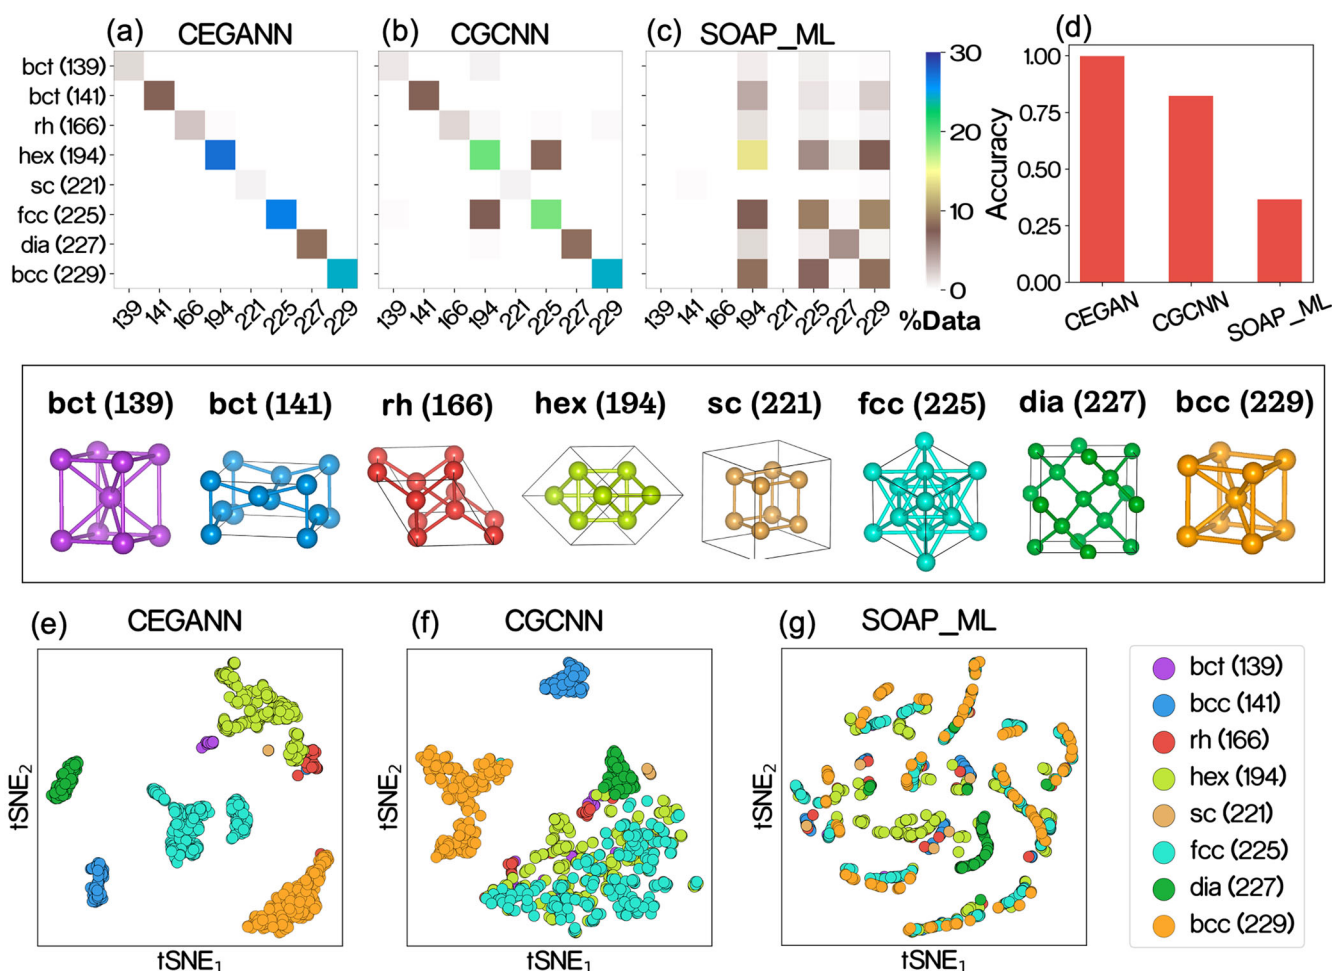 (a) CEGANN
(b) CGCNN
(c) SOAP_ML
(d)
bct (139)
bct (141)
rh (166)
hex (194)
sc (221)
fcc (225)
dia (227)
bcc (229)
139 141 166 194 221 225 227 229
139 141 166 194 221 225 227 229
139 141 166 194 221 225 227 229
30
20
10
0
%Data
Accuracy
1.00
0.75
0.50
0.25
0.00
CEGAN CGCNN SOAP_ML
bct (139) bct (141) rh (166) hex (194) sc (221) fcc (225) dia (227) bcc (229)
(e) CEGANN
tSNE2
tSNE1
(f) CGCNN
tSNE2
tSNE1
(g) SOAP_ML
tSNE2
tSNE1
bct (139)
bcc (141)
rh (166)
hex (194)
sc (221)
fcc (225)
dia (227)
bcc (229)